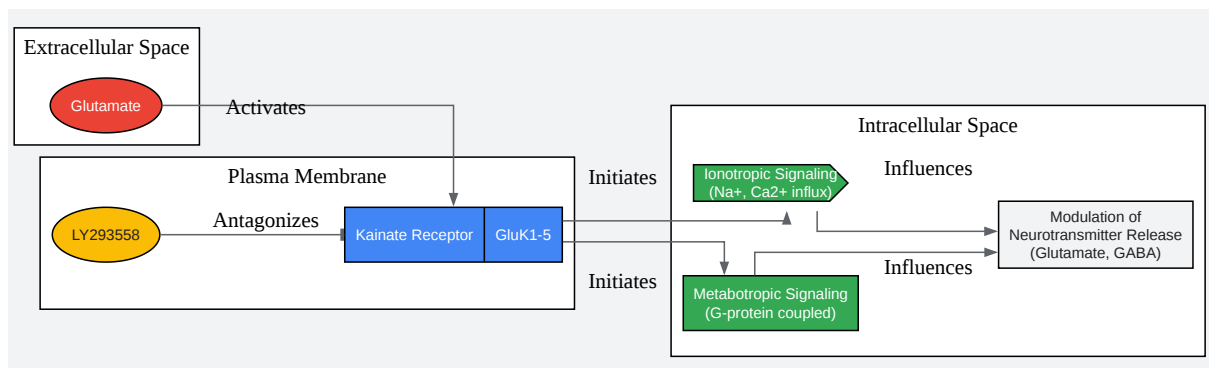 Extracellular Space
Glutamate
Activates
Plasma Membrane
LY293558
Antagonizes
Kainate Receptor
GluK1-5
Initiates
Initiates
Intracellular Space
Ionotropic Signaling
(Na+, Ca2+ influx)
Influences
Metabotropic Signaling
(G-protein coupled)
Influences
Modulation of
Neurotransmitter Release
(Glutamate, GABA)